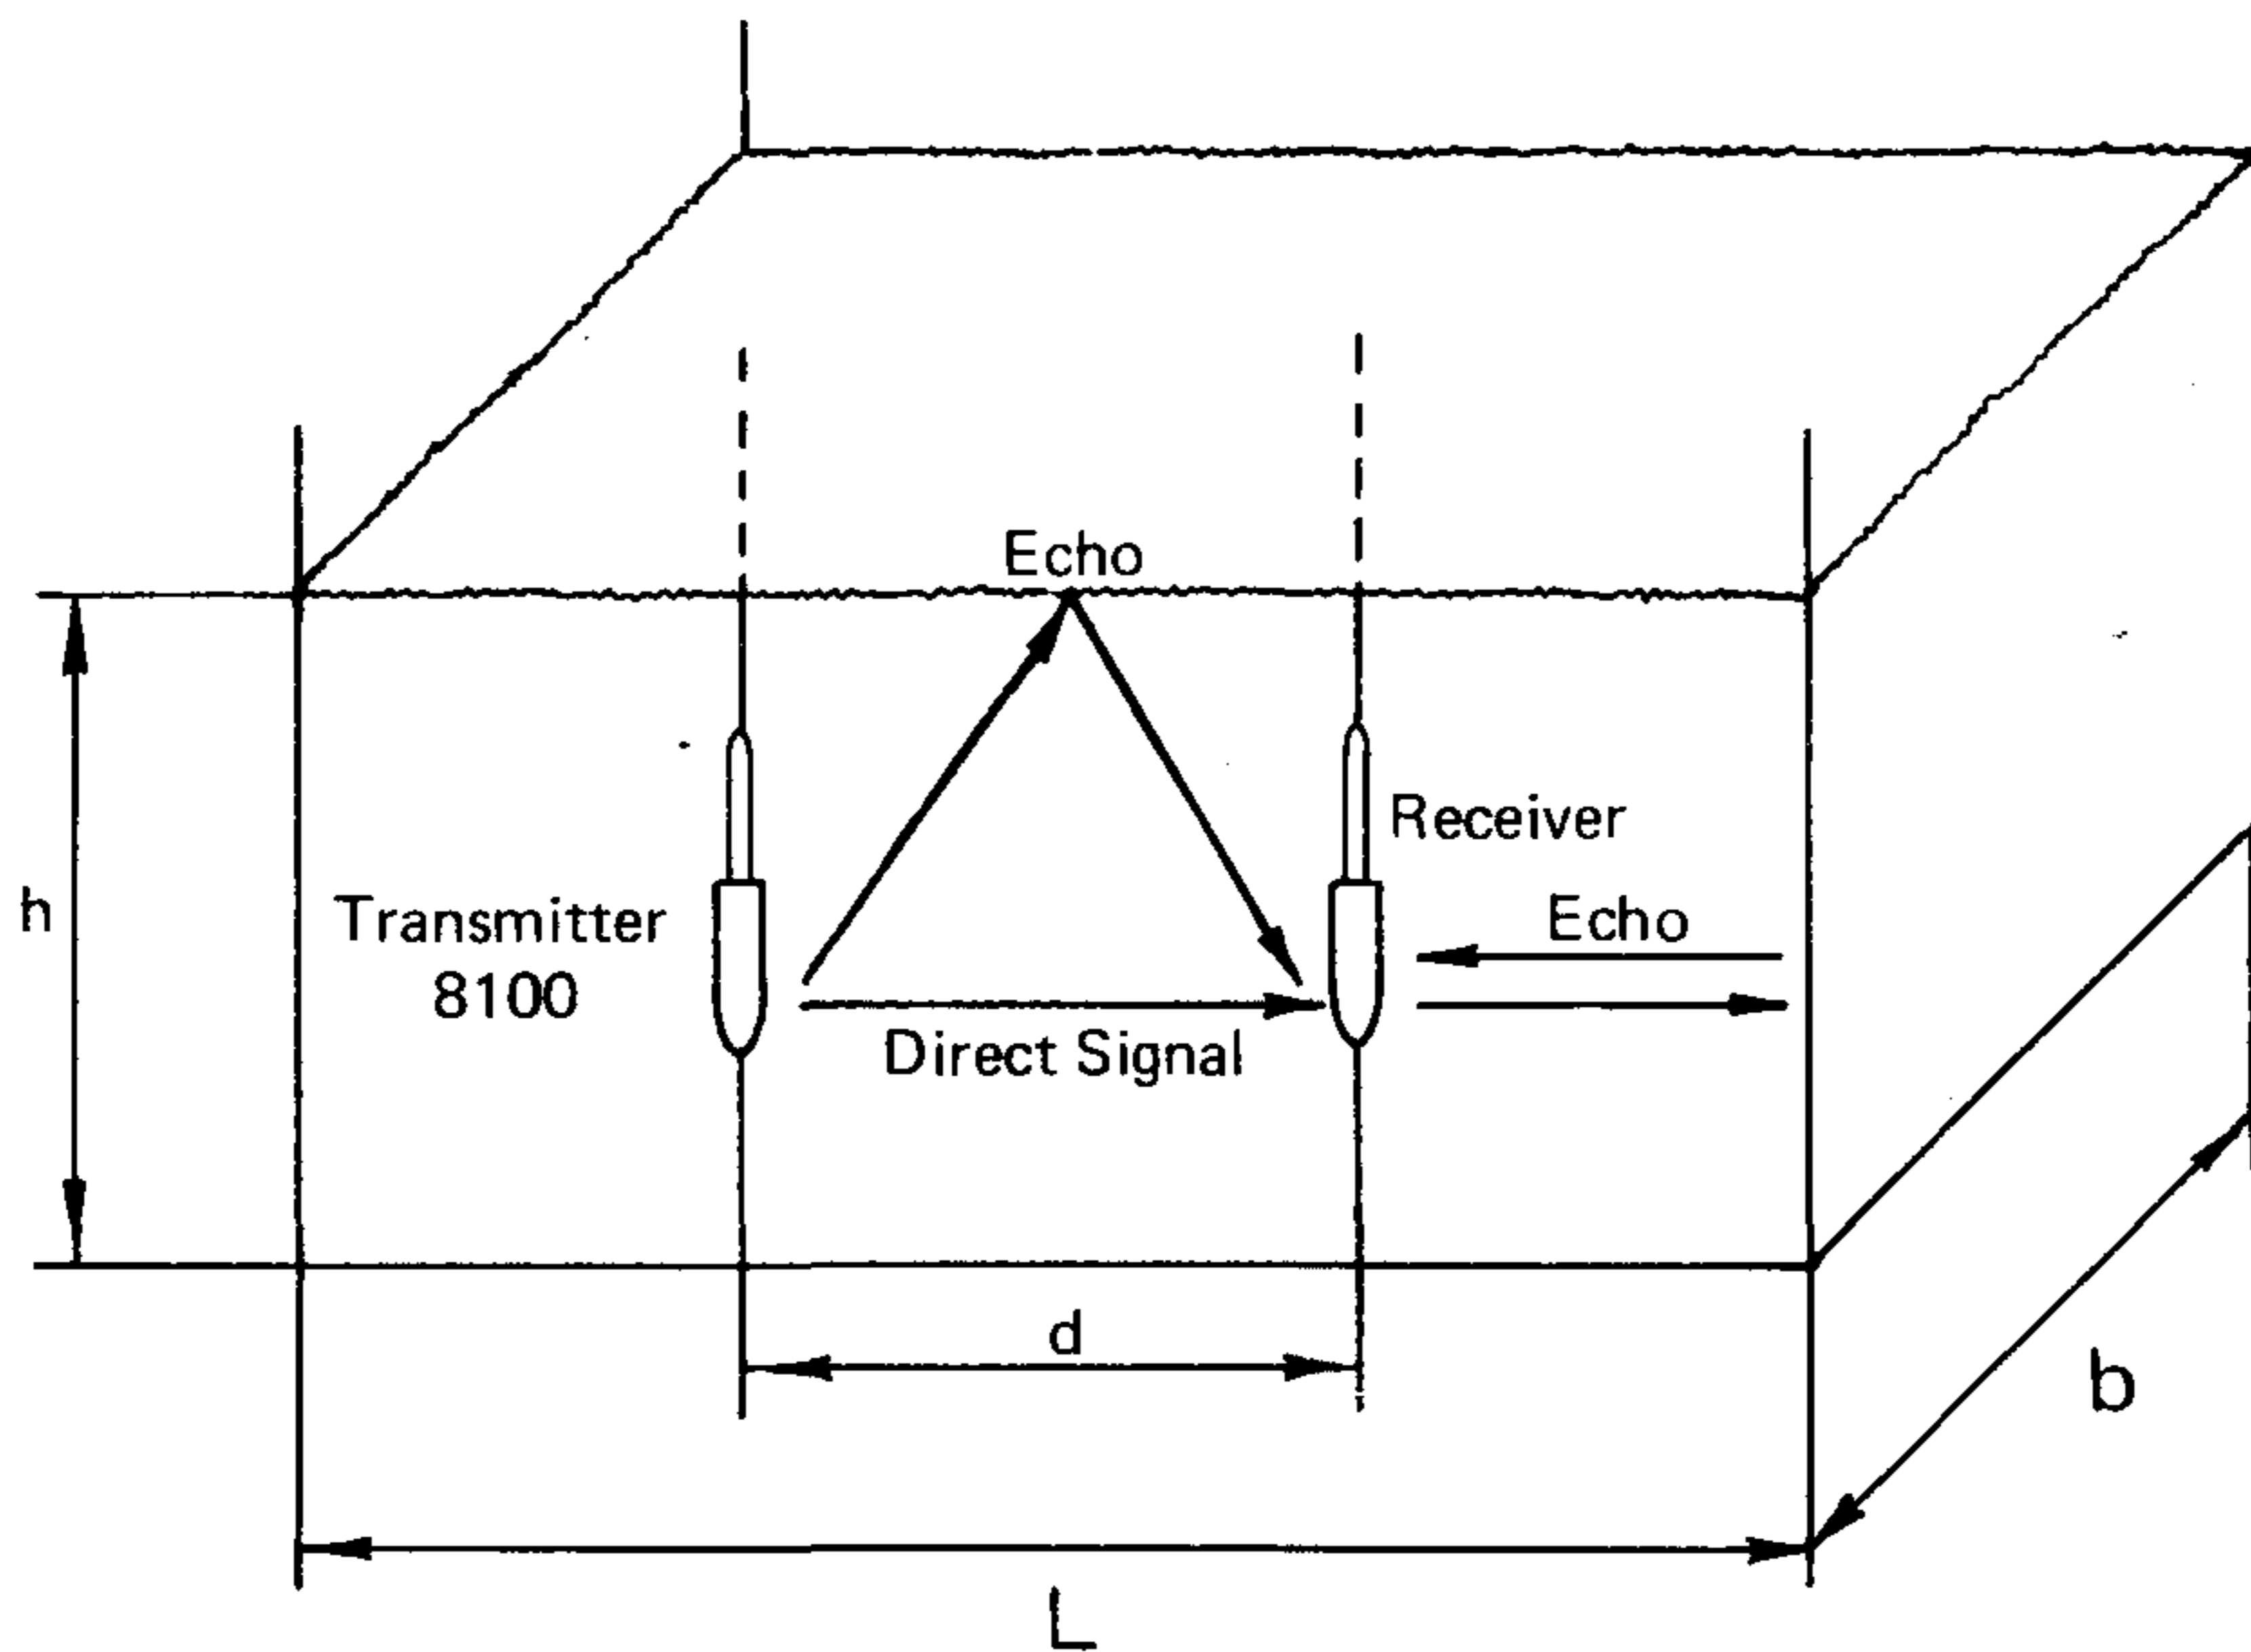 Echo
Receiver
h
Transmitter
8100
Echo
Direct Signal
d
b
L